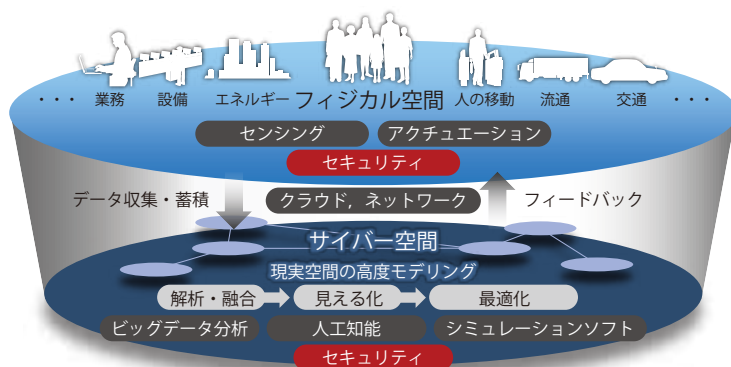 ・・・ 業務 設備 エネルギー フィジカル空間 人の移動 流通 交通 ・・・
センシング アクチュエーション
セキュリティ
データ収集・蓄積 クラウド，ネットワーク フィードバック
サイバー空間
現実空間の高度モデリング
解析・融合 見える化 最適化
ビッグデータ分析 人工知能 シミュレーションソフト
セキュリティ